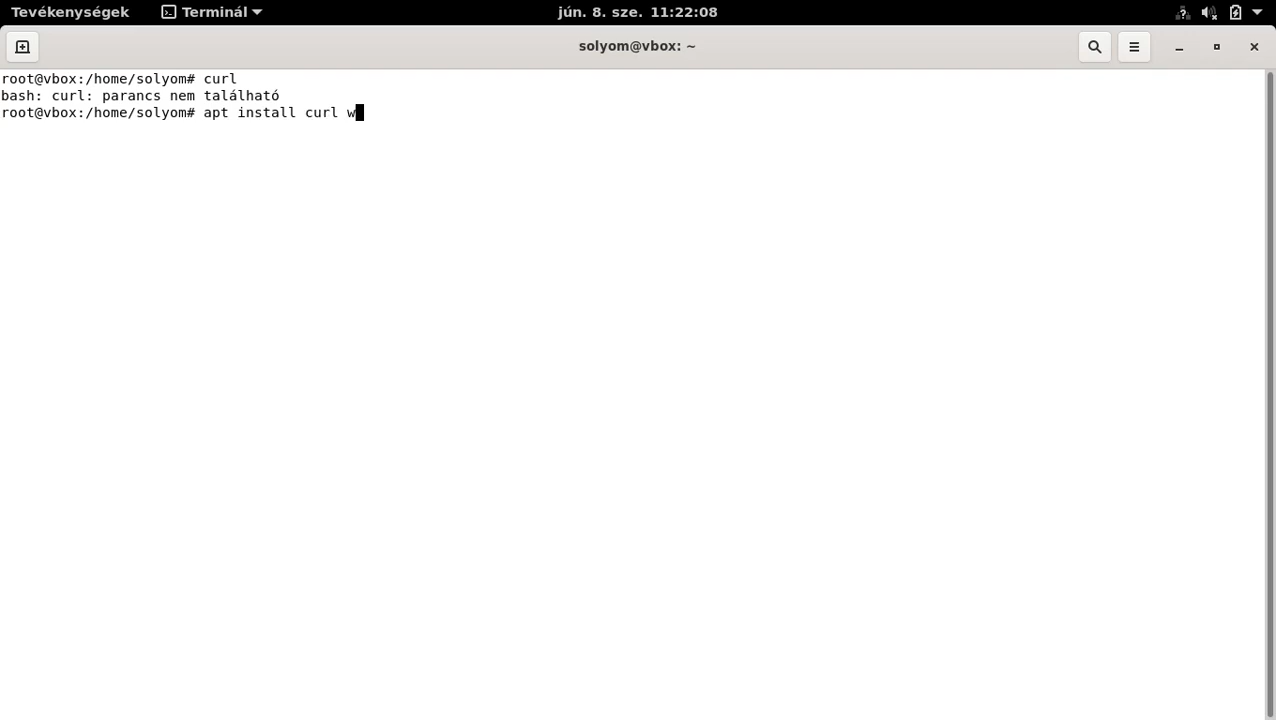 Tevékenységek Terminál jún. 8. sze. 11:22:08
solyom@vbox: ~
root@vbox:/home/solyom# curl
bash: curl: parancs nem található
root@vbox:/home/solyom# apt install curl w